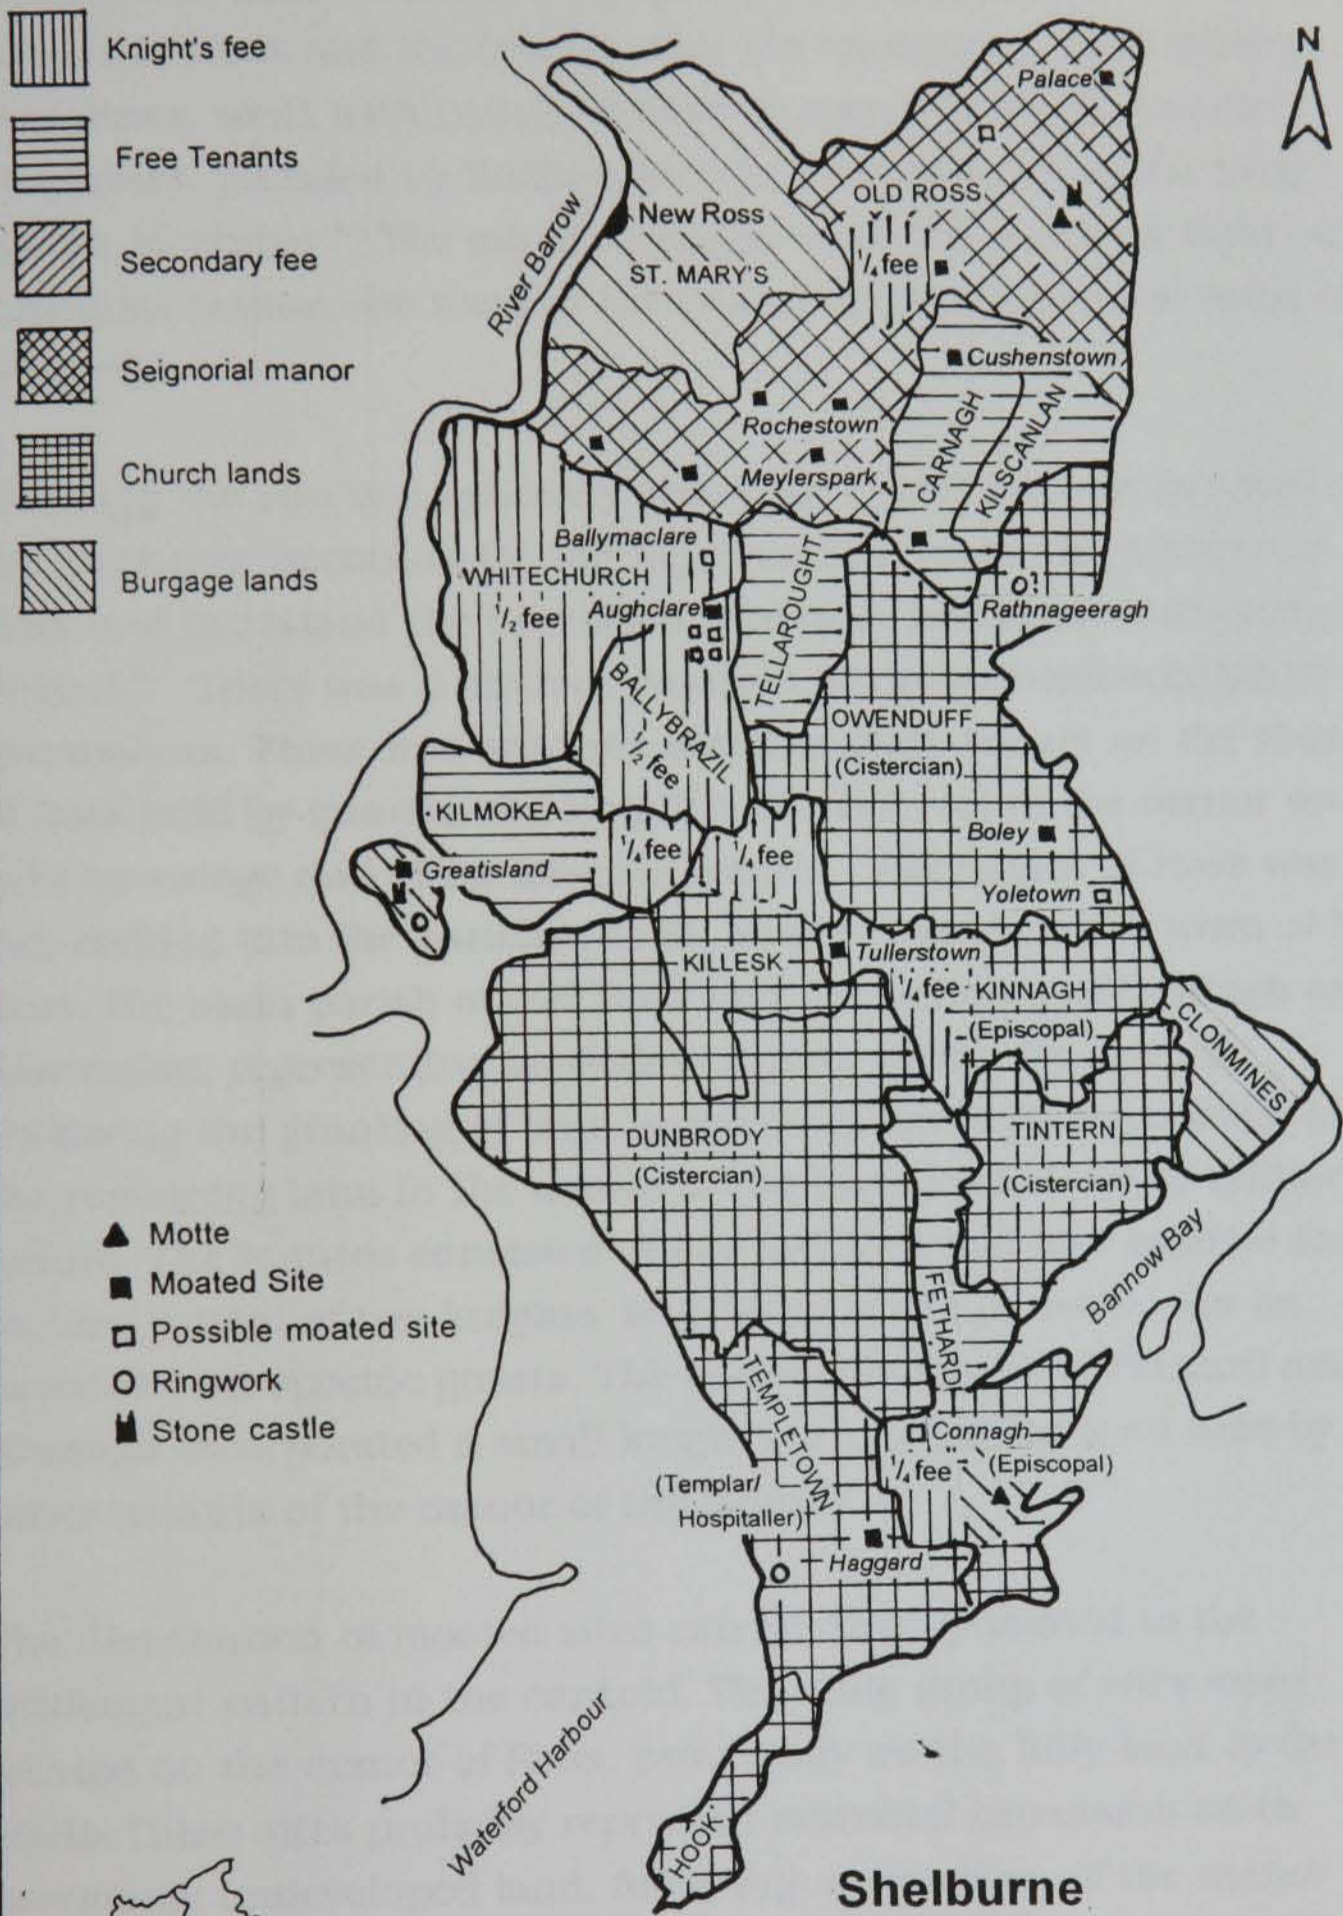 Knight's fee
Free Tenants
Secondary fee
Seignorial manor
Church lands
Burgage lands
N
Palace
OLD ROSS
New Ross
1/4 fee
ST. MARY'S
River Barrow
Cushenstown
Rochestown
CARNAGH
KILSCANLAN
Meylerspark
Ballymaclare
WHITECHURCH
1/2 fee
Aughclare
TELLAROUGHT
Rathnageeragh
BALLYBRAZIL
1/2 fee
OWENDUFF
(Cistercian)
KILMOKEA
Boley
1/4 fee
1/4 fee
Greatisland
Yoletown
Tullerstown
KILLESK
1/4 fee
KINNAGH
(Episcopal)
CLONMINES
DUNBRODY
(Cistercian)
TINTERN
(Cistercian)
Bannow Bay
FETHARD
Motte
Moated Site
Possible moated site
Ringwork
Stone castle
TEMPLETOWN
(Templar/
Hospitaller)
Connagh
1/4 fee
(Episcopal)
Haggard
Waterford Harbour
HOOK
Shelburne